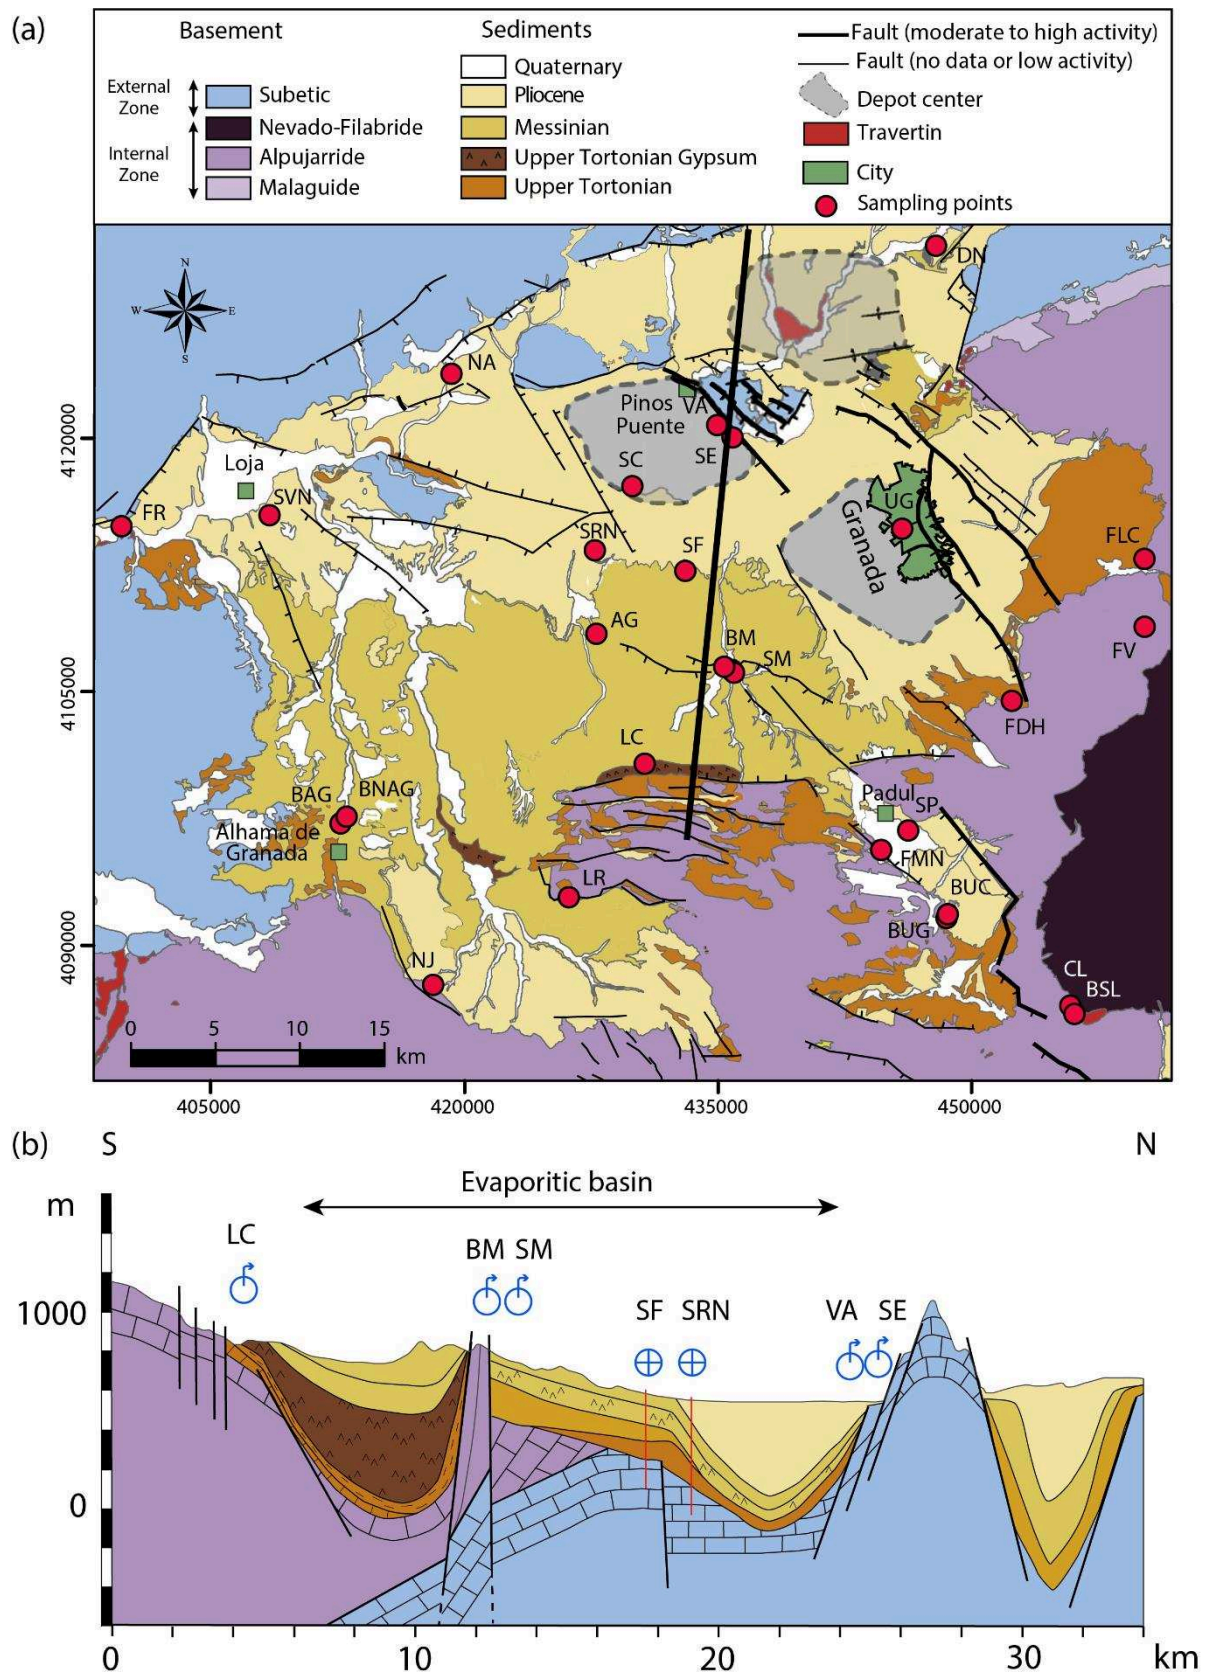 (a)
Basement
External
Zone
Subetic
Nevado-Filabride
Internal
Zone
Alpujarride
Malaguide
Sediments
Quaternary
Pliocene
Messinian
Upper Tortonian Gypsum
Upper Tortonian
Fault (moderate to high activity)
Fault (no data or low activity)
Depot center
Travertin
City
Sampling points
N
W
E
S
DN
NA
Pinos
Puente
VA
SE
SC
Loja
SVN
FR
SRN
SF
UG
Granada
FLC
FV
AG
BM
SM
FDH
LC
BAG
BNAG
Alhama de
Granada
Padul
SP
FMN
LR
BUC
BUG
NJ
CL
BSL
4120000
4105000
4090000
0
5
10
15
km
405000
420000
435000
450000
(b)
S
N
Evaporitic basin
m
LC
BM
SM
SF
SRN
VA
SE
1000
0
0
10
20
30
km